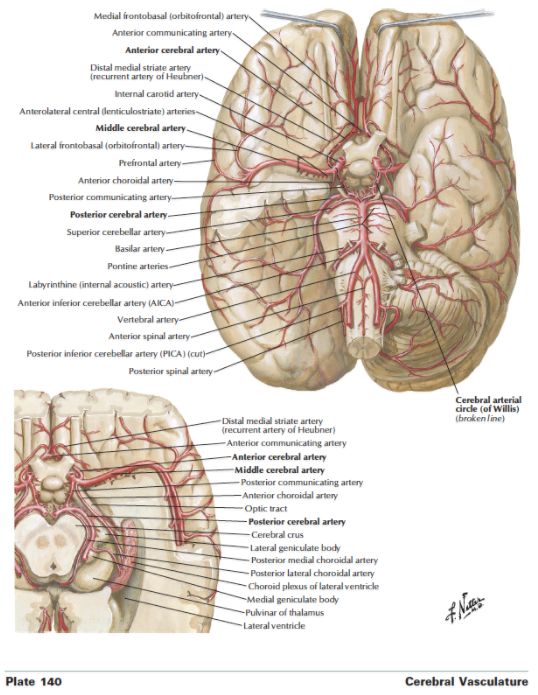 Medial frontobasal (orbitofrontal) artery
Anterior communicating artery
Anterior cerebral artery
Distal medial striate artery
(recurrent artery of Heubner)
Internal carotid artery
Anterolateral central (lenticulostriate) arteries
Middle cerebral artery
Lateral frontobasal (orbitofrontal) artery
Prefrontal artery
Anterior choroidal artery
Posterior communicating artery
Posterior cerebral artery
Superior cerebellar artery
Basilar artery
Pontine arteries
Labyrinthine (internal acoustic) artery
Anterior inferior cerebellar artery (AICA)
Vertebral artery
Anterior spinal artery
Posterior inferior cerebellar artery (PICA) (cut)
Posterior spinal artery
Cerebral arterial
circle (of Willis)
(broken line)
Distal medial striate artery
(recurrent artery of Heubner)
Anterior communicating artery
Anterior cerebral artery
Middle cerebral artery
Posterior communicating artery
Anterior choroidal artery
Optic tract
Posterior cerebral artery
Cerebral crus
Lateral geniculate body
Posterior medial choroidal artery
Posterior lateral choroidal artery
Choroid plexus of lateral ventricle
Medial geniculate body
Pulvinar of thalamus
Lateral ventricle
F. Netter
M.D.
Plate 140
Cerebral Vasculature